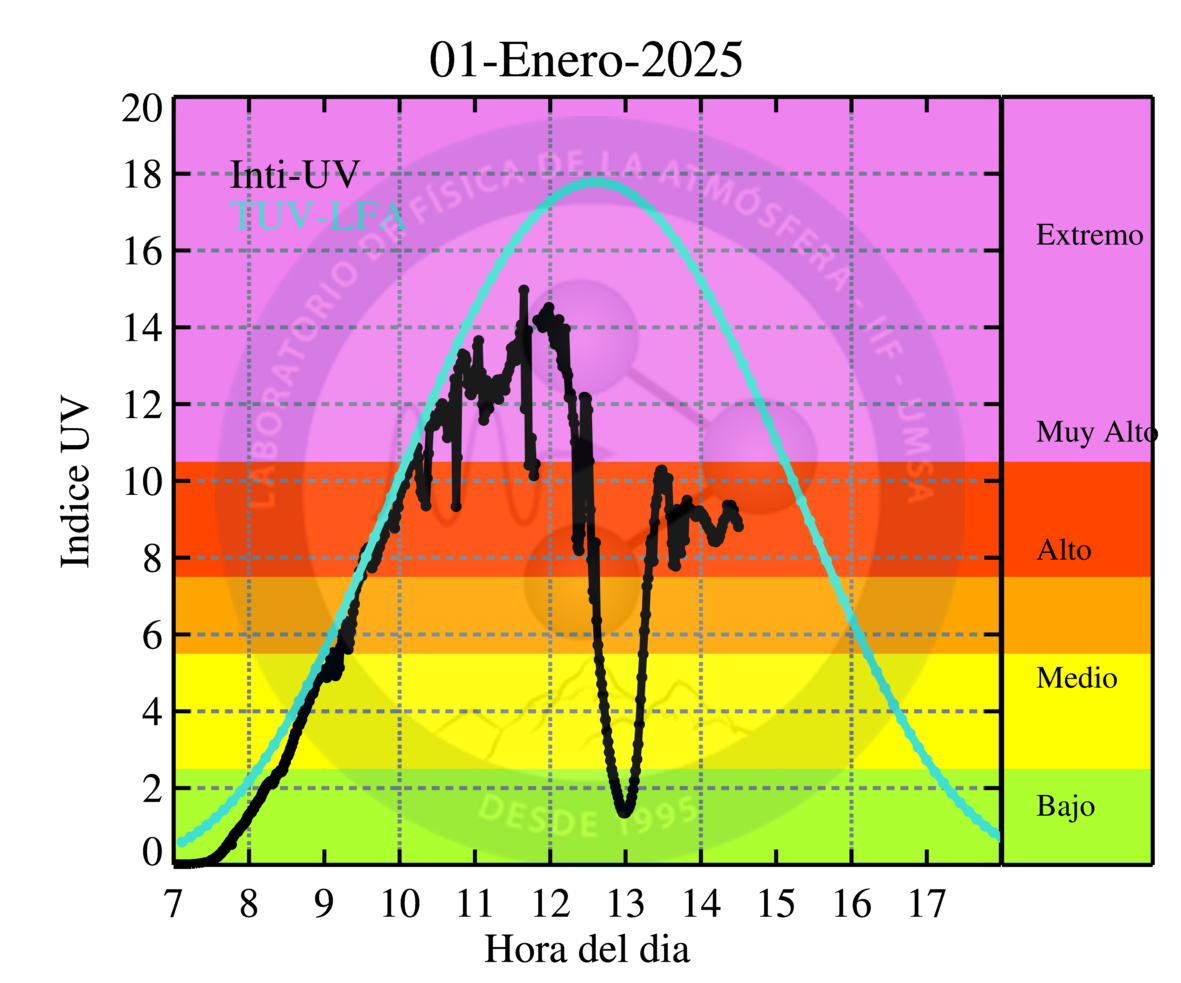 01-Enero-2025
20
18
16
14
12
10
8
6
4
2
0
Indice UV
Inti-UV
TUV-LFA
LABORATORIO DE FÍSICA DE LA ATMÓSFERA - IIF - UMSA
DESDE 1995
Extremo
Muy Alto
Alto
Medio
Bajo
7 8 9 10 11 12 13 14 15 16 17
Hora del dia